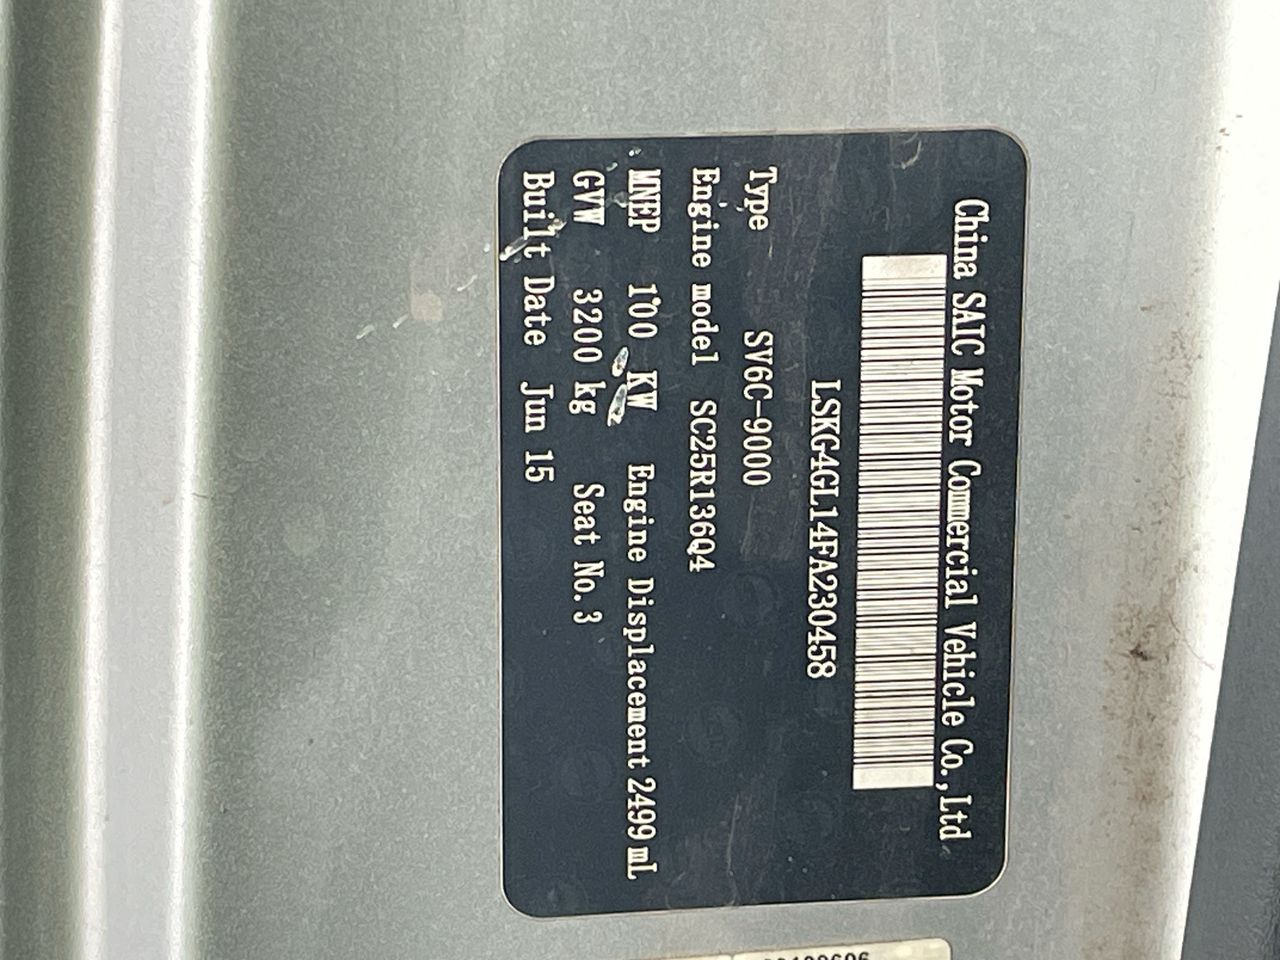 China SAIC Motor Commercial Vehicle Co.,Ltd
LSKG4GL14FA230458
Type SV6C-9000
Engine model SC25R136Q4
MNEP 100 KW Engine Displacement 2499 mL
GVW 3200 kg Seat No.3
Built Date Jun 15